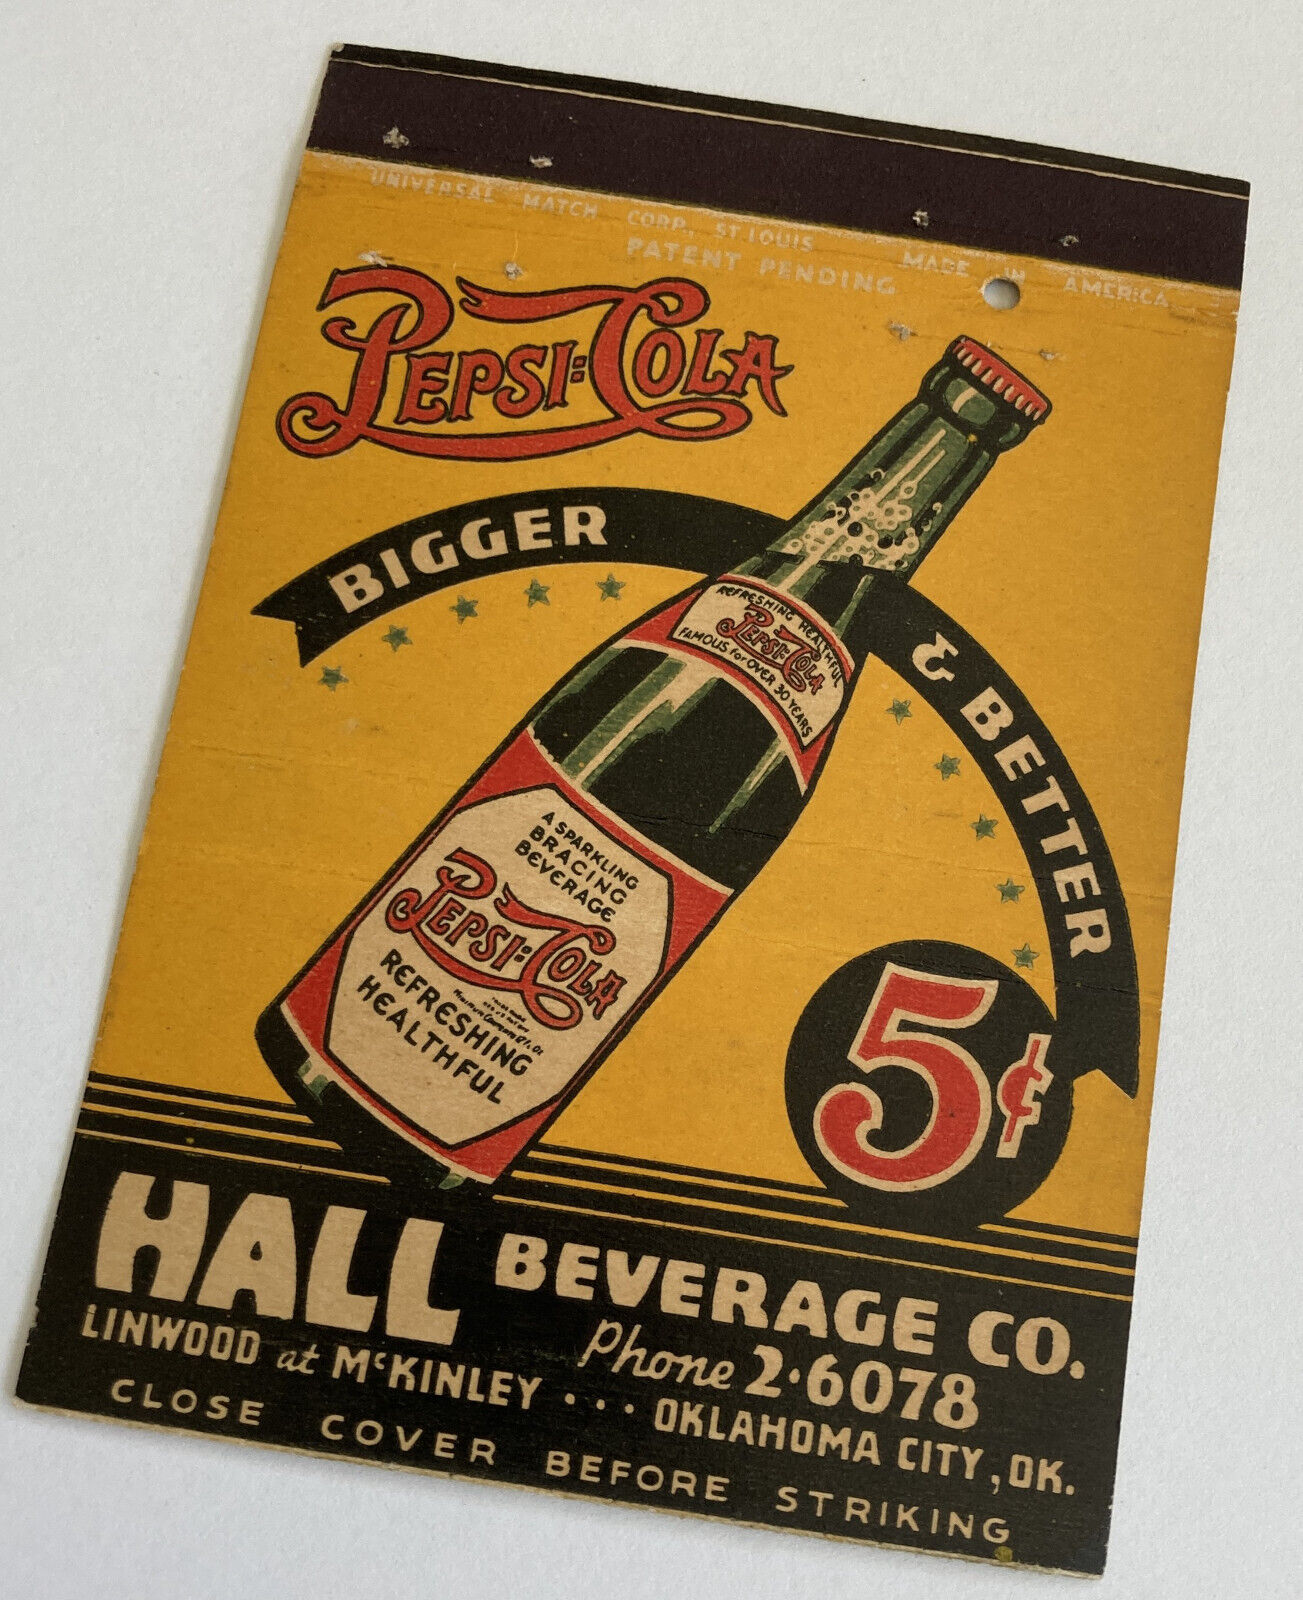 UNIVERSAL MATCH CORP., ST LOUIS MADE IN AMERICA
PATENT PENDING
PEPSI:COLA
BIGGER & BETTER
REFRESHING HEALTHFUL
PEPSI:COLA
FAMOUS for OVER 30 YEARS
A SPARKLING
BRACING
BEVERAGE
PEPSI:COLA
REFRESHING
HEALTHFUL
5¢
HALL BEVERAGE CO.
Phone 2·6078
LINWOOD at McKINLEY ... OKLAHOMA CITY, OK.
CLOSE COVER BEFORE STRIKING